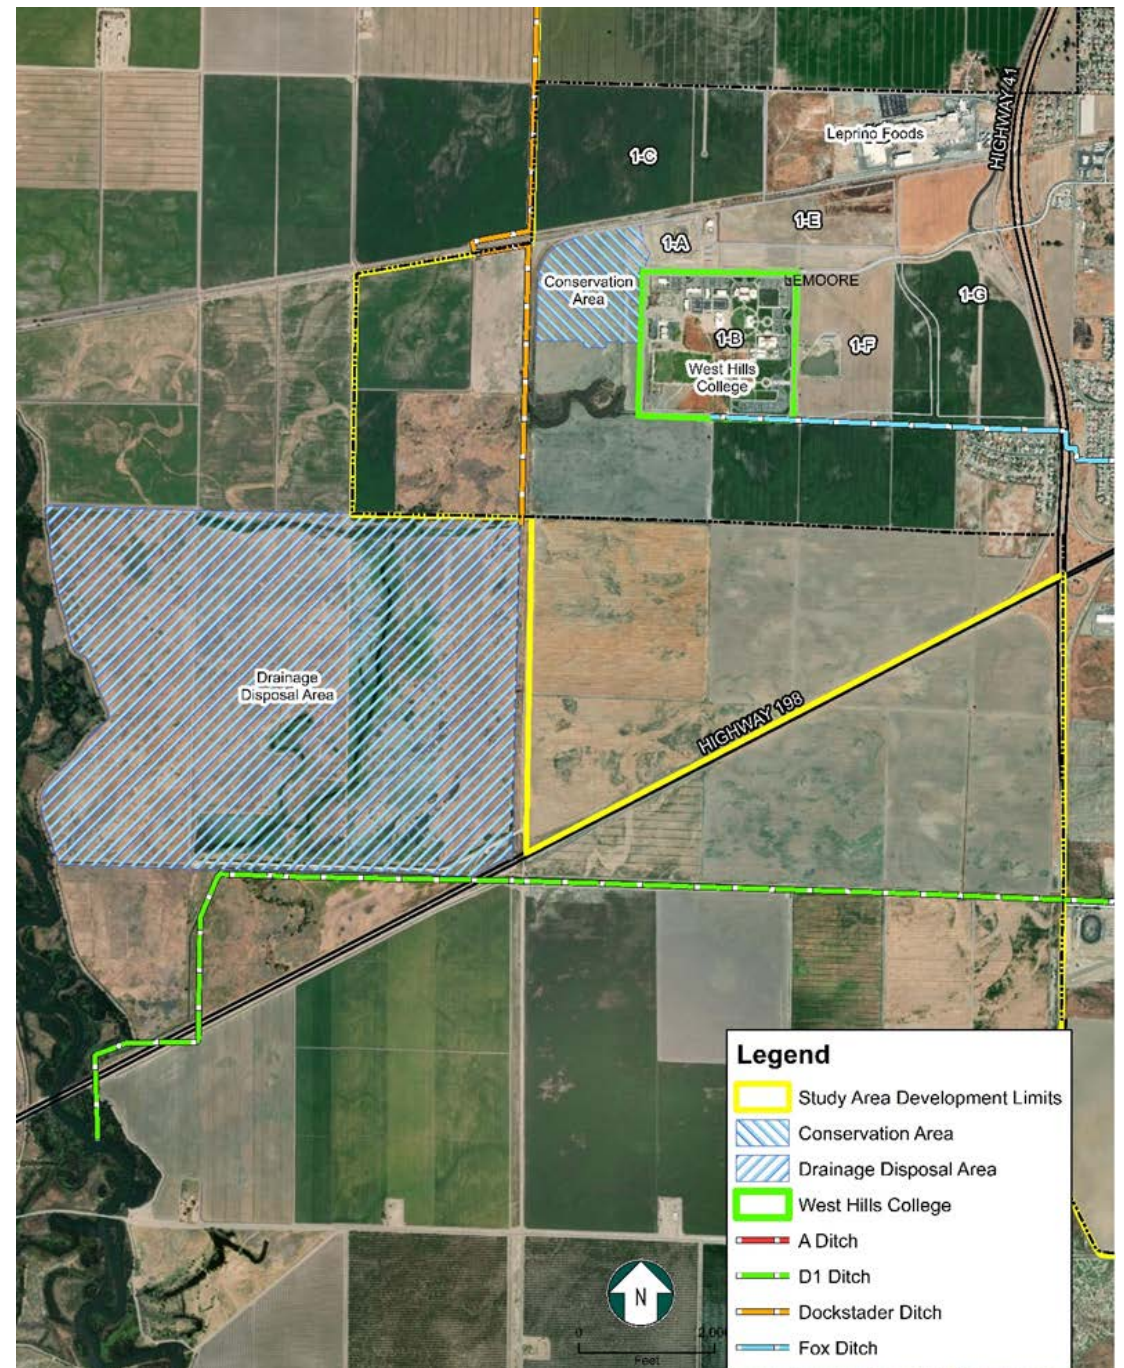 HIGHWAY 41
Leprino Foods
1-C
1-E
1-A
Conservation
Area
LEMOORE
1-G
1-B
1-F
West Hills
College
Drainage
Disposal Area
HIGHWAY 198
Legend
Study Area Development Limits
Conservation Area
Drainage Disposal Area
West Hills College
A Ditch
D1 Ditch
Dockstader Ditch
Fox Ditch
N
0
Feet